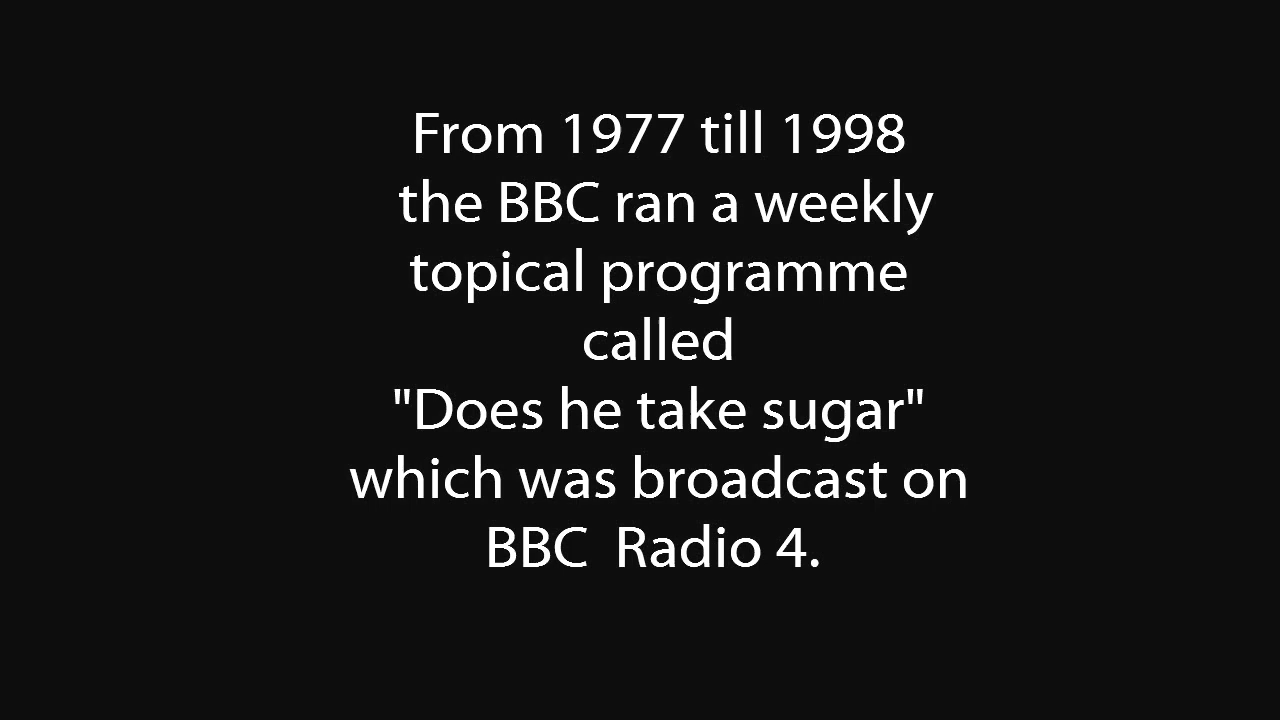 From 1977 till 1998
the BBC ran a weekly
topical programme
called
"Does he take sugar"
which was broadcast on
BBC  Radio 4.